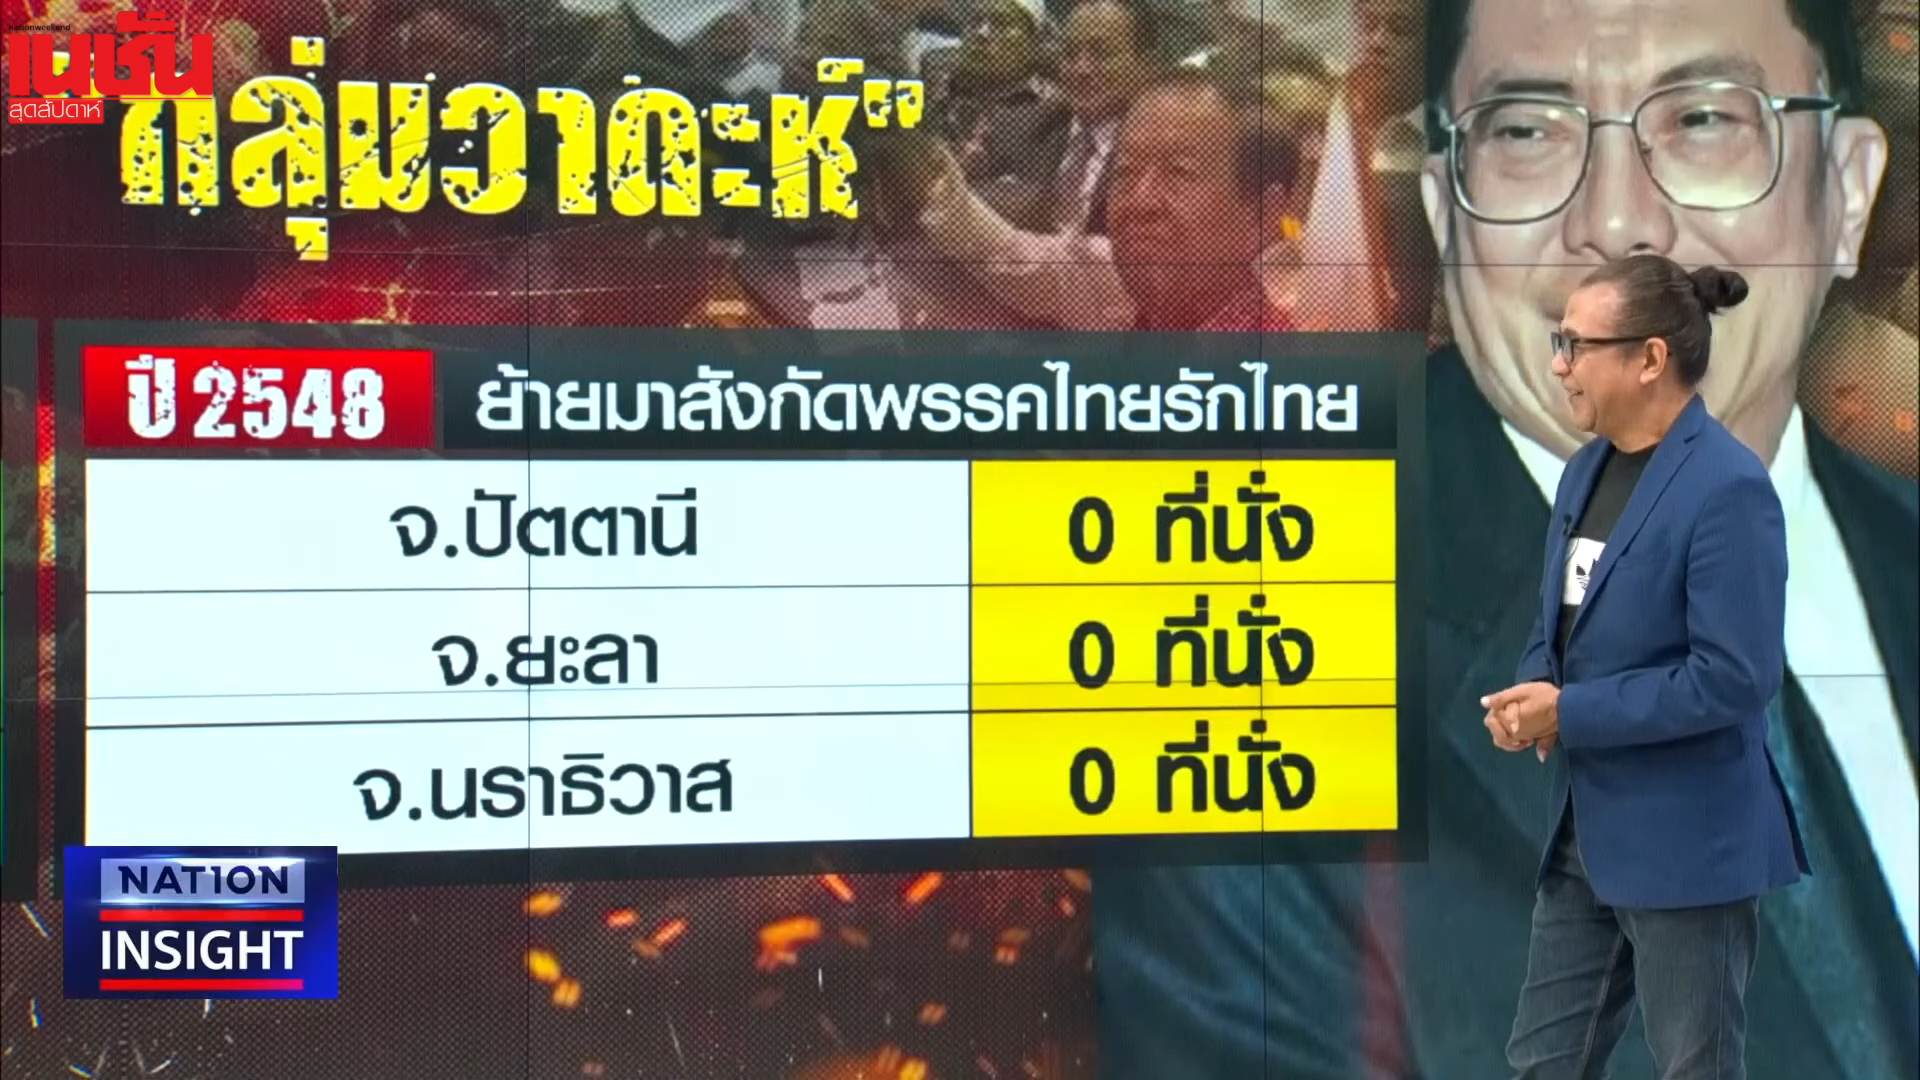 nationweekend
เนชั่น
สุดสัปดาห์
"กลุ่มวาดะห์"
ปี 2548 ย้ายมาสังกัดพรรคไทยรักไทย
จ.ปัตตานี 0 ที่นั่ง
จ.ยะลา 0 ที่นั่ง
จ.นราธิวาส 0 ที่นั่ง
NATION
INSIGHT